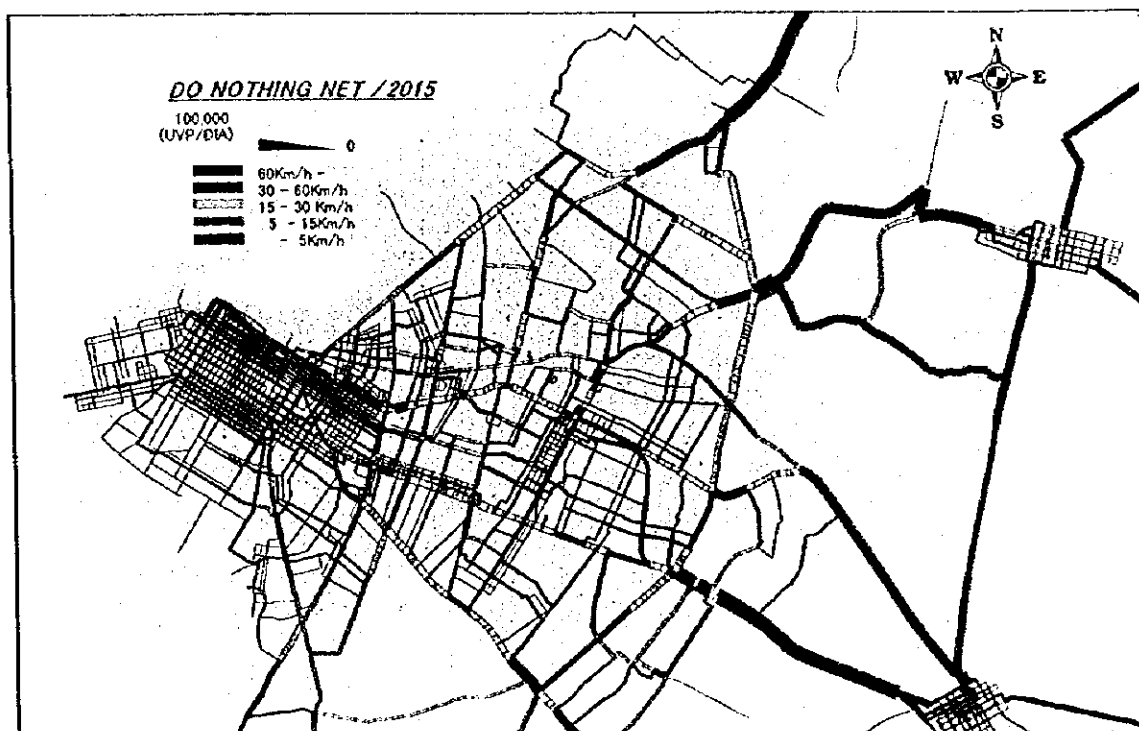 DO NOTHING NET / 2015
100,000
(UVP/DIA)
0
60Km/h -
30 - 60Km/h
15 - 30 Km/h
5 - 15Km/h
- 5Km/h
N
W E
S